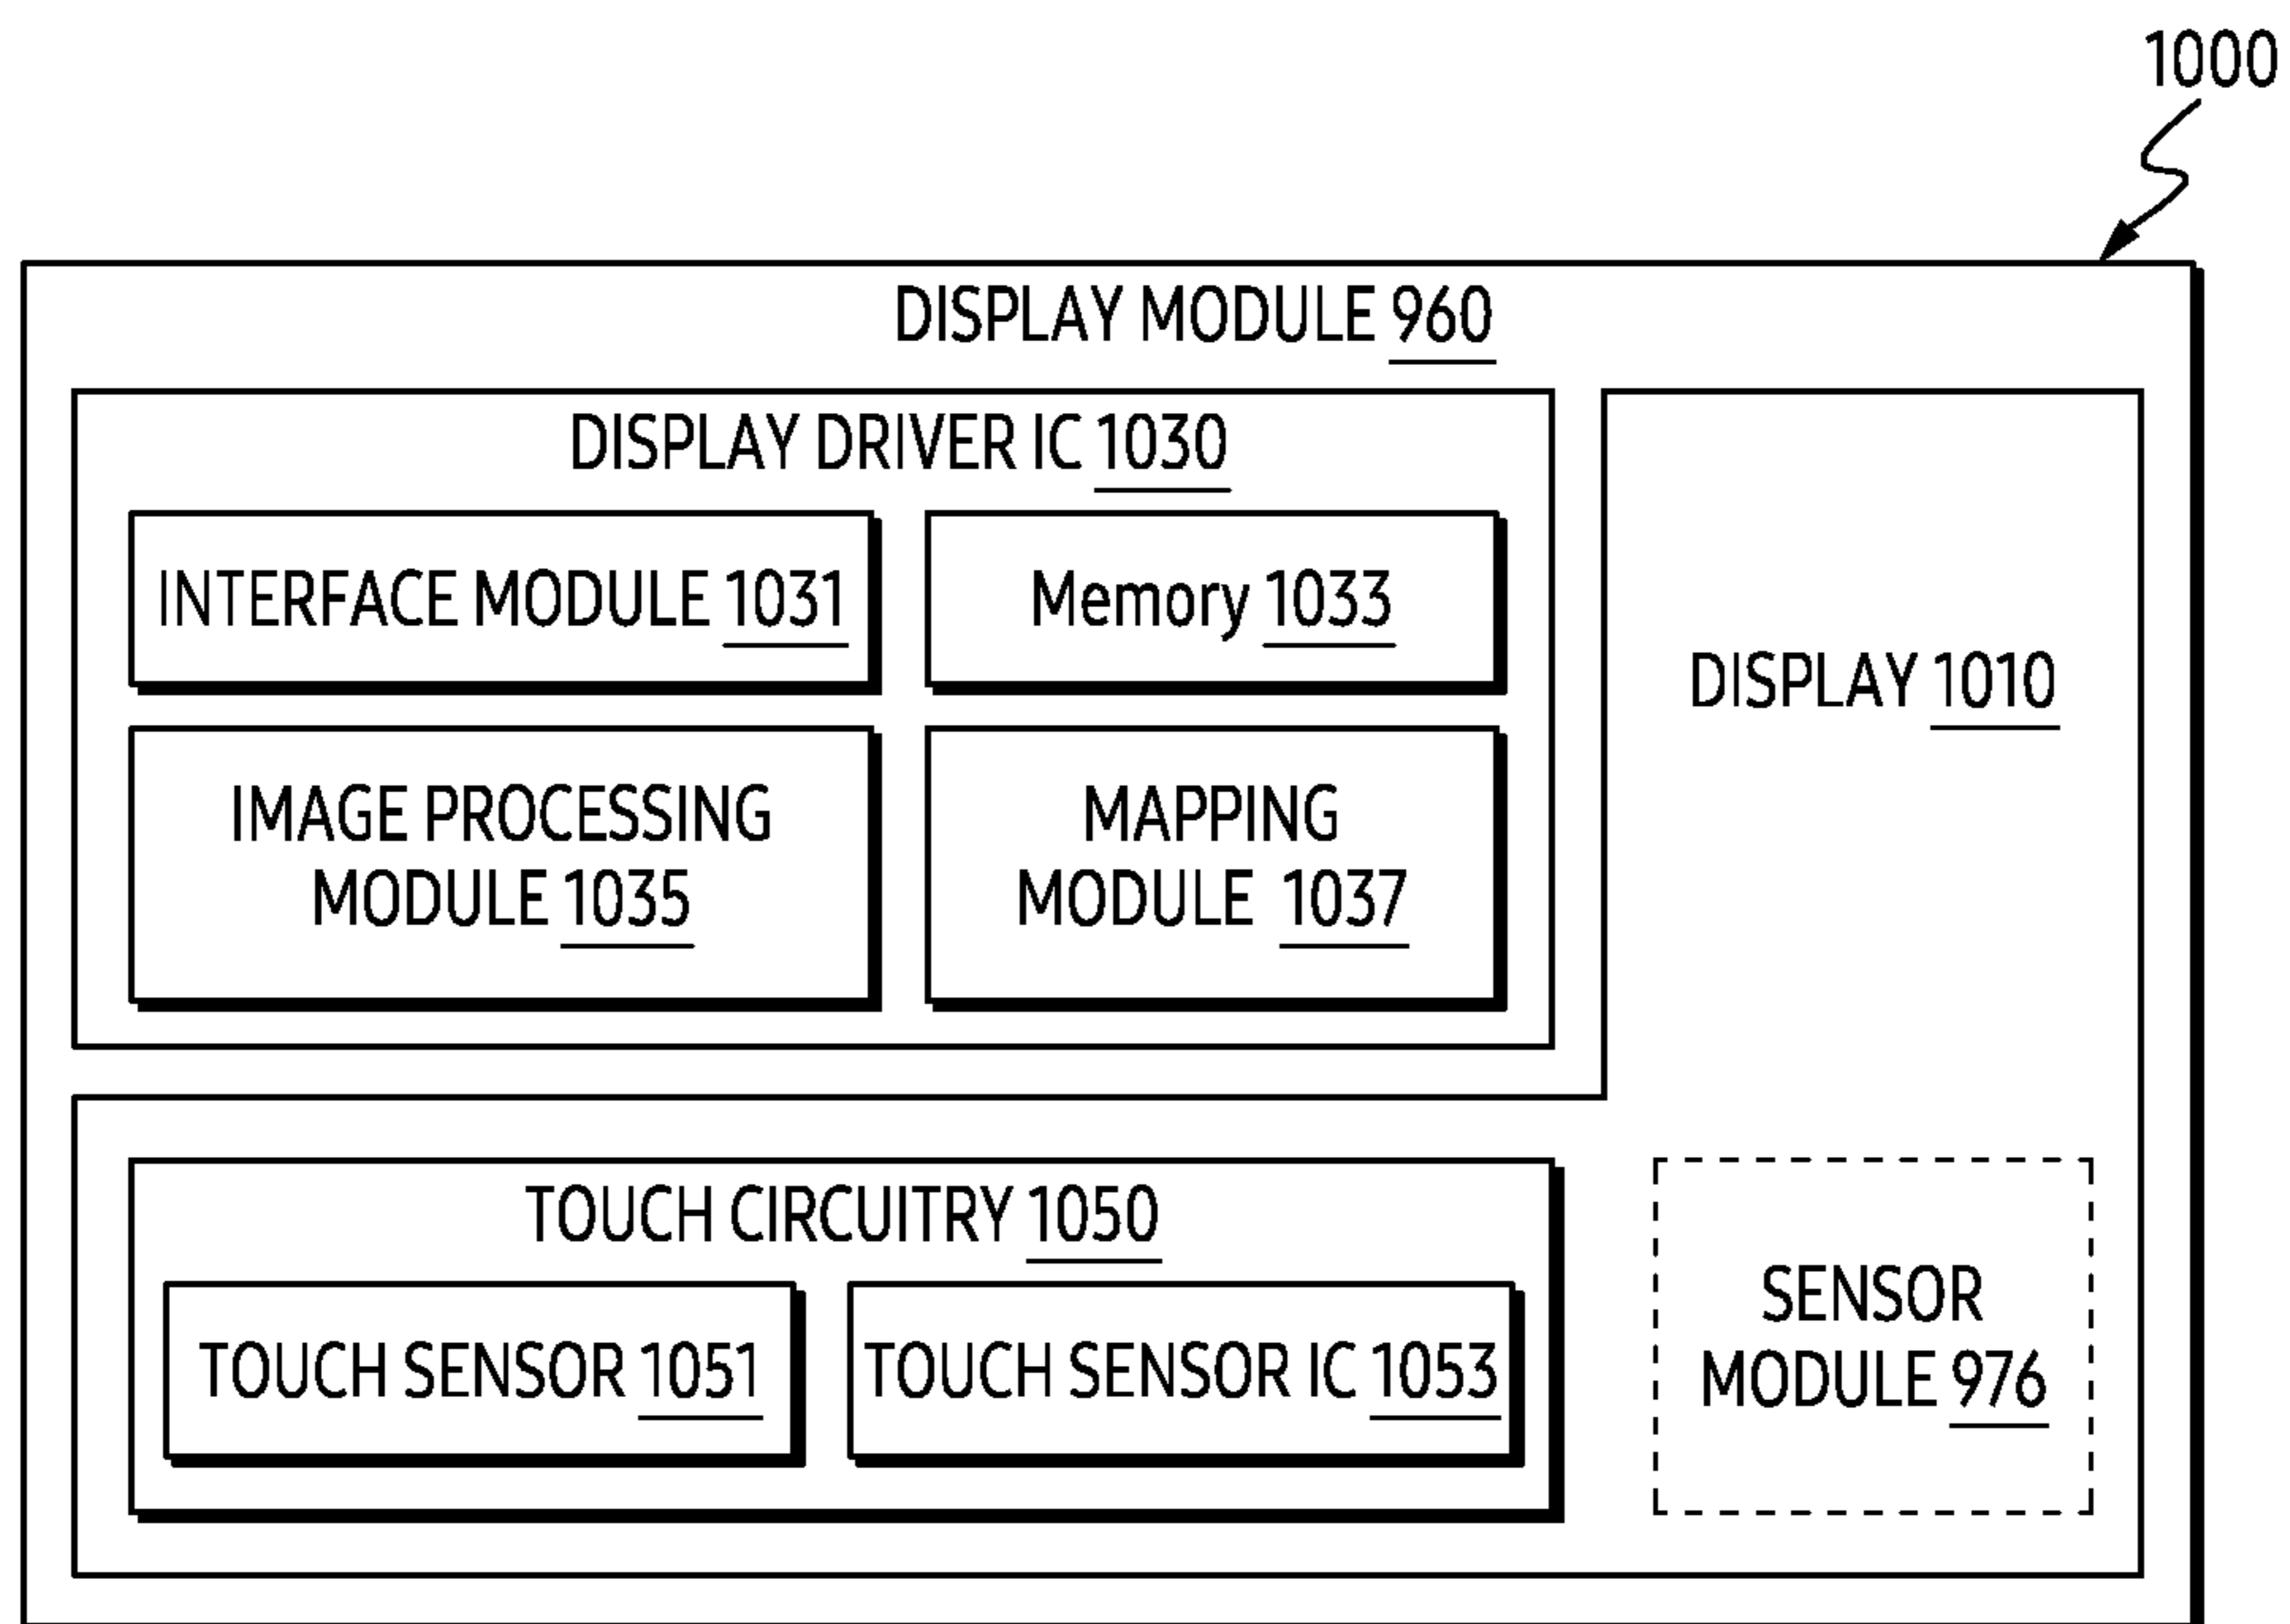 1000
DISPLAY MODULE 960
DISPLAY DRIVER IC 1030
INTERFACE MODULE 1031
Memory 1033
IMAGE PROCESSING
MODULE 1035
MAPPING
MODULE 1037
DISPLAY 1010
TOUCH CIRCUITRY 1050
TOUCH SENSOR 1051
TOUCH SENSOR IC 1053
SENSOR
MODULE 976